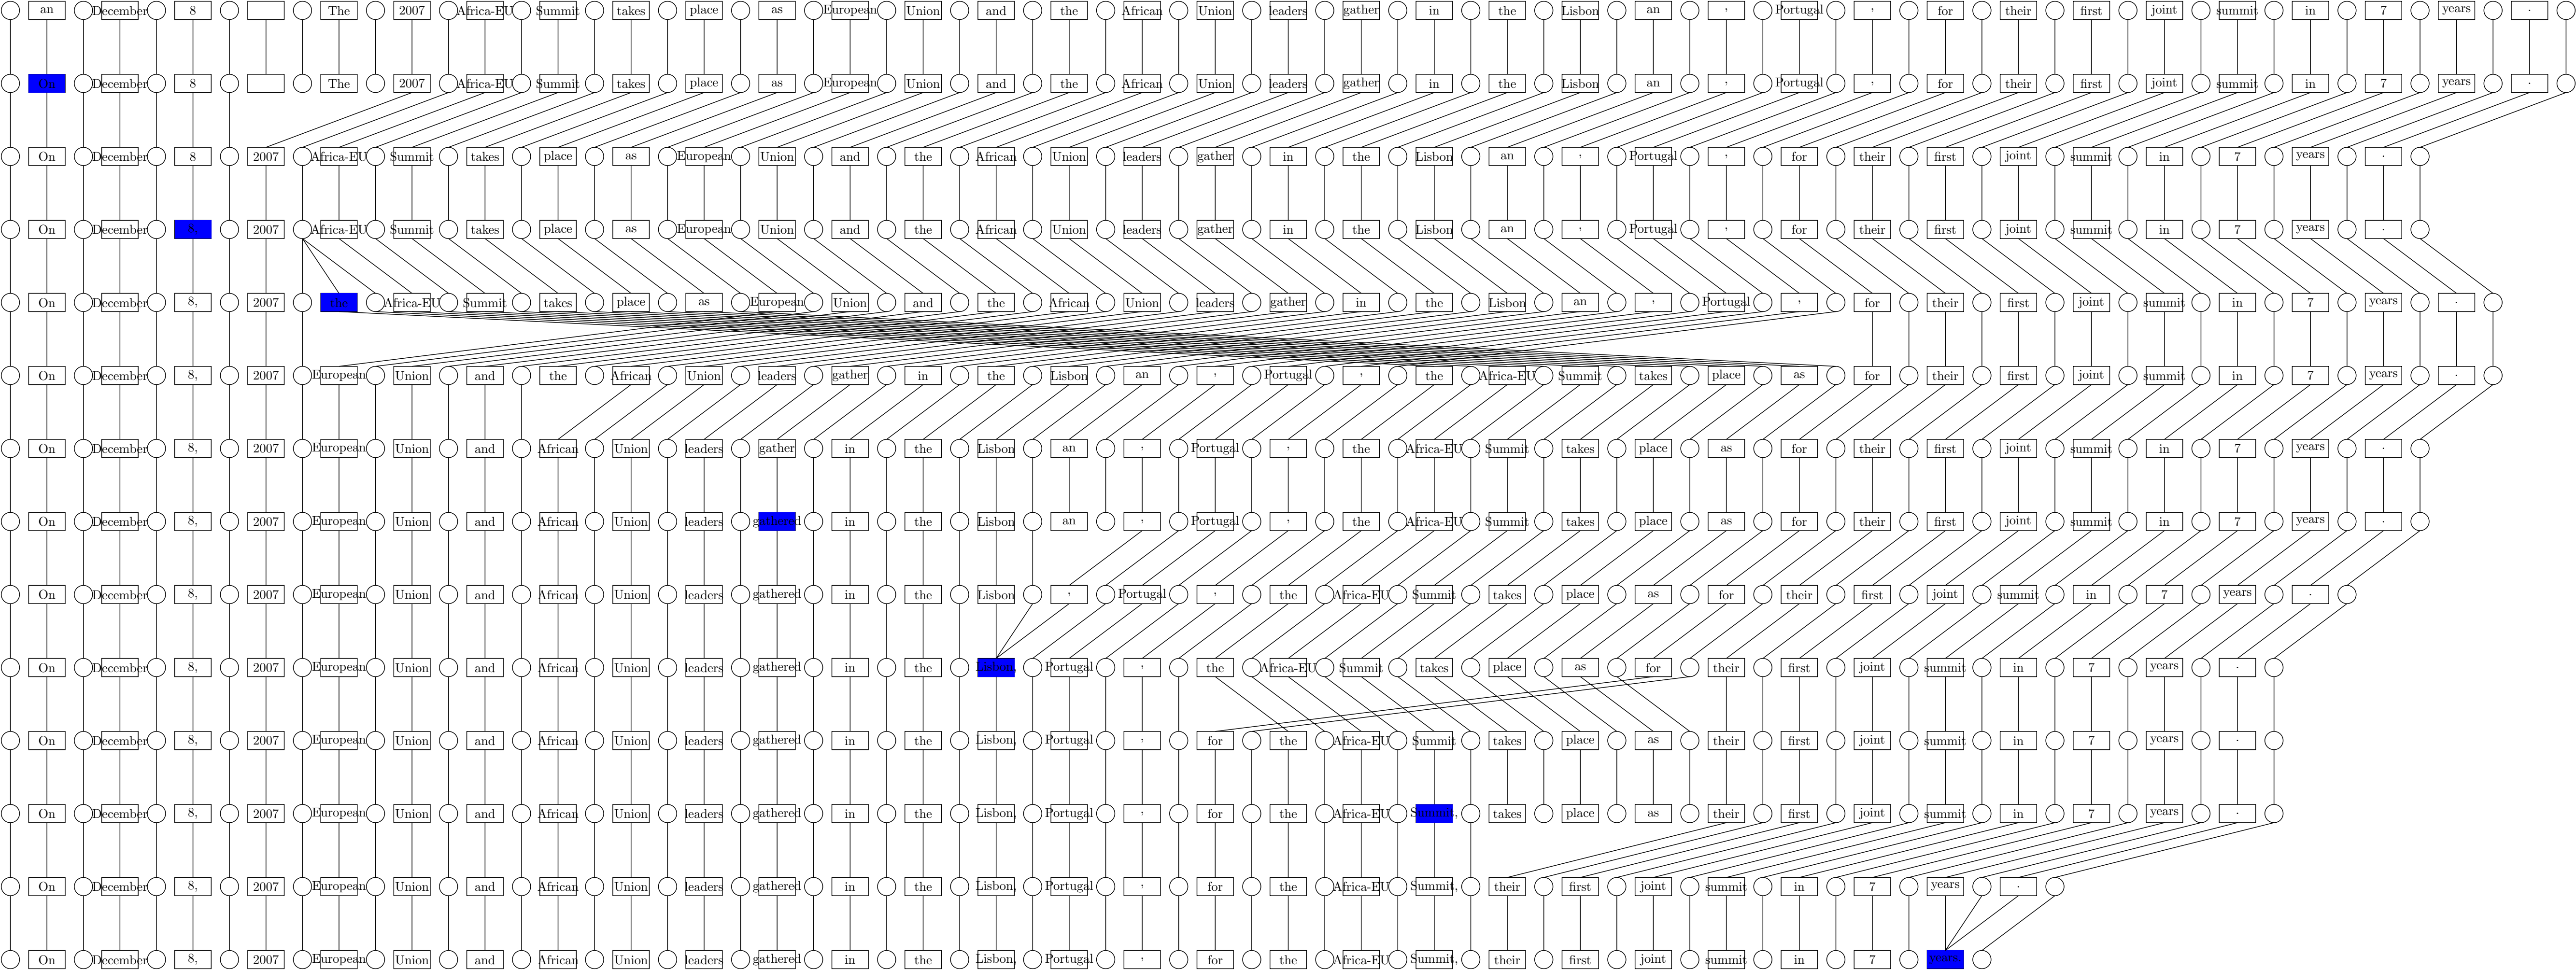 an December 8 The 2007 Africa-EU Summit takes place as European Union and the African Union leaders gather in the Lisbon an , Portugal , for their first joint summit in 7 years .
On December 8 The 2007 Africa-EU Summit takes place as European Union and the African Union leaders gather in the Lisbon an , Portugal , for their first joint summit in 7 years .
On December 8 2007 Africa-EU Summit takes place as European Union and the African Union leaders gather in the Lisbon an , Portugal , for their first joint summit in 7 years .
On December 8, 2007 Africa-EU Summit takes place as European Union and the African Union leaders gather in the Lisbon an , Portugal , for their first joint summit in 7 years .
On December 8, 2007 the Africa-EU Summit takes place as European Union and the African Union leaders gather in the Lisbon an , Portugal , for their first joint summit in 7 years .
On December 8, 2007 European Union and the African Union leaders gather in the Lisbon an , Portugal , the Africa-EU Summit takes place as for their first joint summit in 7 years .
On December 8, 2007 European Union and African Union leaders gather in the Lisbon an , Portugal , the Africa-EU Summit takes place as for their first joint summit in 7 years .
On December 8, 2007 European Union and African Union leaders gathered in the Lisbon an , Portugal , the Africa-EU Summit takes place as for their first joint summit in 7 years .
On December 8, 2007 European Union and African Union leaders gathered in the Lisbon , Portugal , the Africa-EU Summit takes place as for their first joint summit in 7 years .
On December 8, 2007 European Union and African Union leaders gathered in the Lisbon, Portugal , the Africa-EU Summit takes place as for their first joint summit in 7 years .
On December 8, 2007 European Union and African Union leaders gathered in the Lisbon, Portugal , for the Africa-EU Summit takes place as their first joint summit in 7 years .
On December 8, 2007 European Union and African Union leaders gathered in the Lisbon, Portugal , for the Africa-EU Summit, takes place as their first joint summit in 7 years .
On December 8, 2007 European Union and African Union leaders gathered in the Lisbon, Portugal , for the Africa-EU Summit, their first joint summit in 7 years .
On December 8, 2007 European Union and African Union leaders gathered in the Lisbon, Portugal , for the Africa-EU Summit, their first joint summit in 7 years.